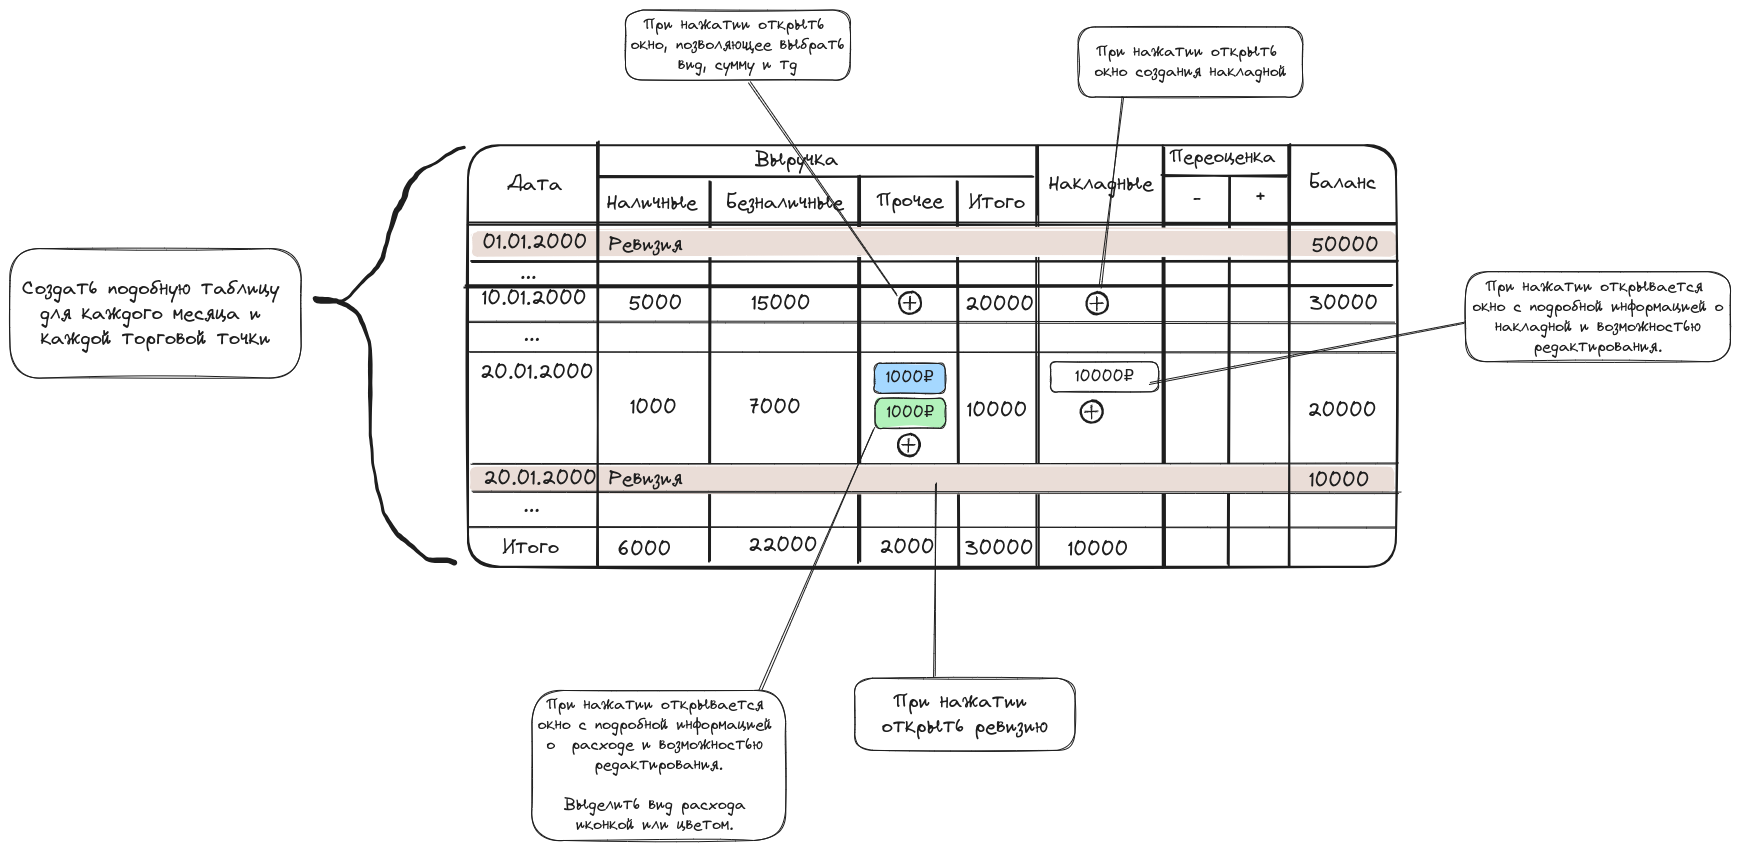 При нажатии открыть
окно, позволяющее выбрать
вид, сумму и тд
При нажатии открыть
окно создания накладной
Создать подобную таблицу
для каждого месяца и
каждой торговой точки
Дата
Выручка
Накладные
Переоценка
Баланс
Наличные
Безналичные
Прочее
Итого
-
+
01.01.2000 Ревизия 50000
...
10.01.2000 5000 15000 20000 30000
...
20.01.2000
1000 7000
1000₽
1000₽
10000
10000₽
20000
20.01.2000 Ревизия 10000
...
Итого 6000 22000 2000 30000 10000
При нажатии открывается
окно с подробной информацией о
накладной и возможностью
редактирования.
При нажатии открывается
окно с подробной информацией
о расходе и возможностью
редактирования.
Выделить вид расхода
иконкой или цветом.
При нажатии
открыть ревизию